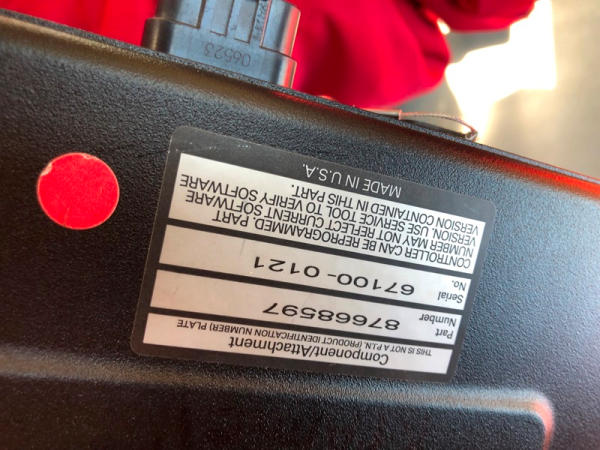 Component/Attachment
THIS IS NOT A P.I.N. (PRODUCT IDENTIFICATION NUMBER) PLATE
Part Number 87668597
Serial No. 67100- 0121
CONTROLLER CAN BE REPROGRAMMED. PART
NUMBER MAY NOT REFLECT CURRENT SOFTWARE
VERSION. USE SERVICE TOOL TO VERIFY SOFTWARE
VERSION CONTAINED IN THIS PART.
MADE IN U.S.A.
06523